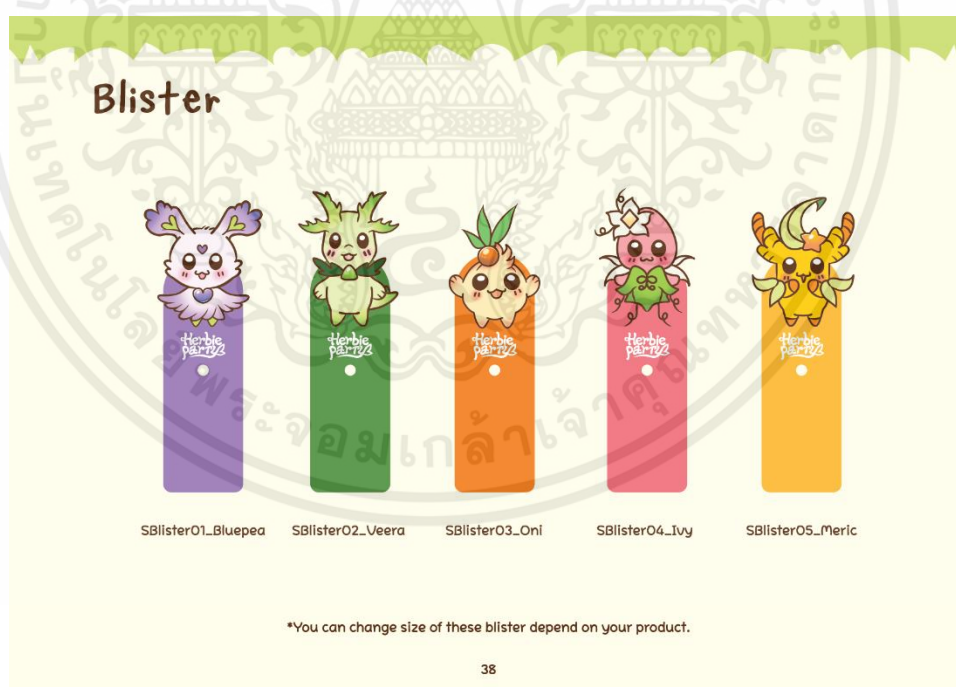 Blister
Herbie
party
Herbie
party
Herbie
party
Herbie
party
Herbie
party
SBlister01_Bluepea
SBlister02_Veera
SBlister03_Oni
SBlister04_Ivy
SBlister05_Meric
*You can change size of these blister depend on your product.
38